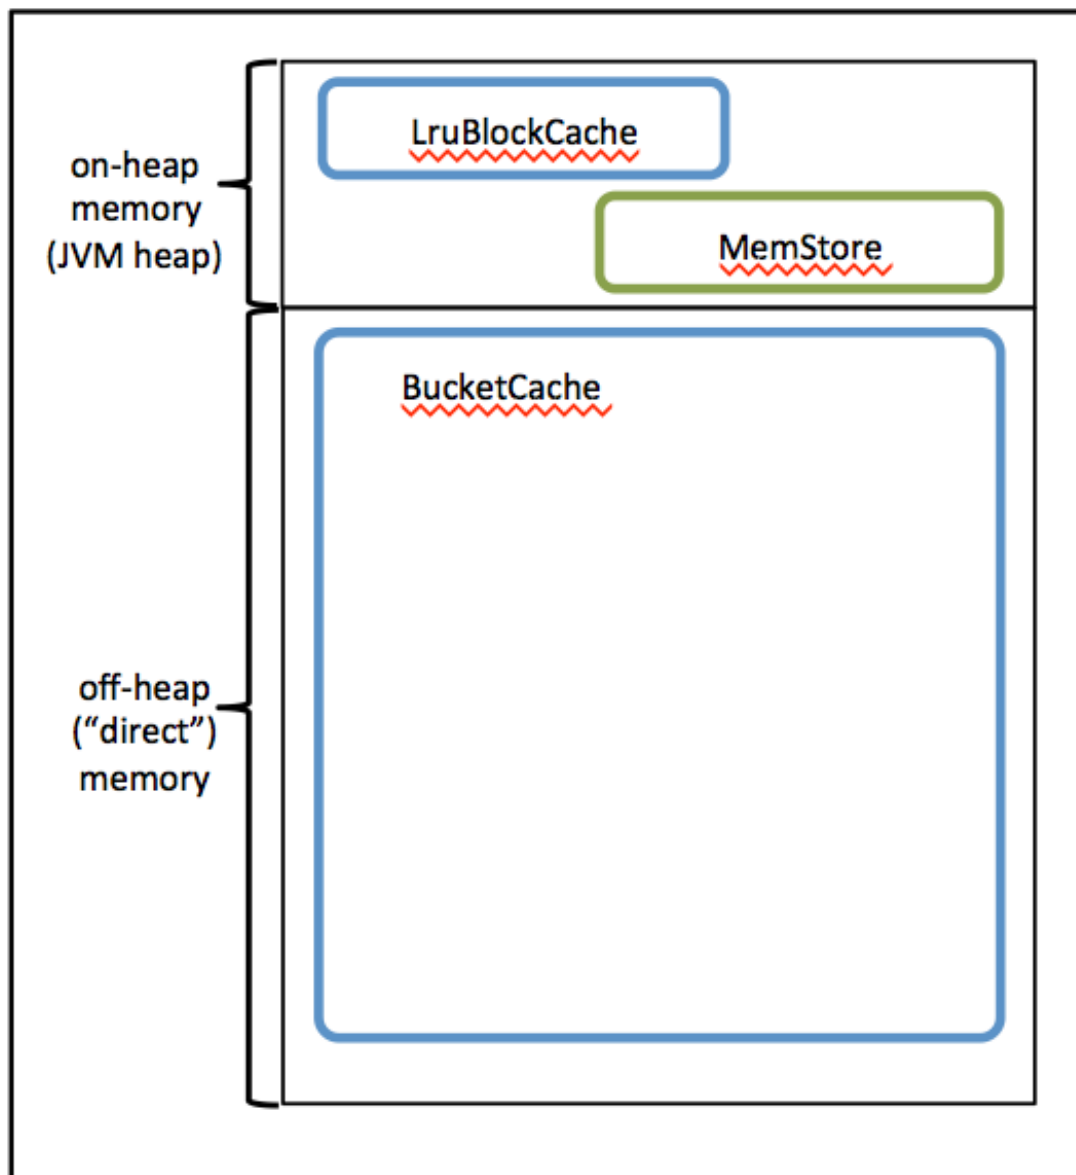 LruBlockCache
on-heap
memory
(JVM heap)
MemStore
BucketCache
off-heap
(“direct”)
memory